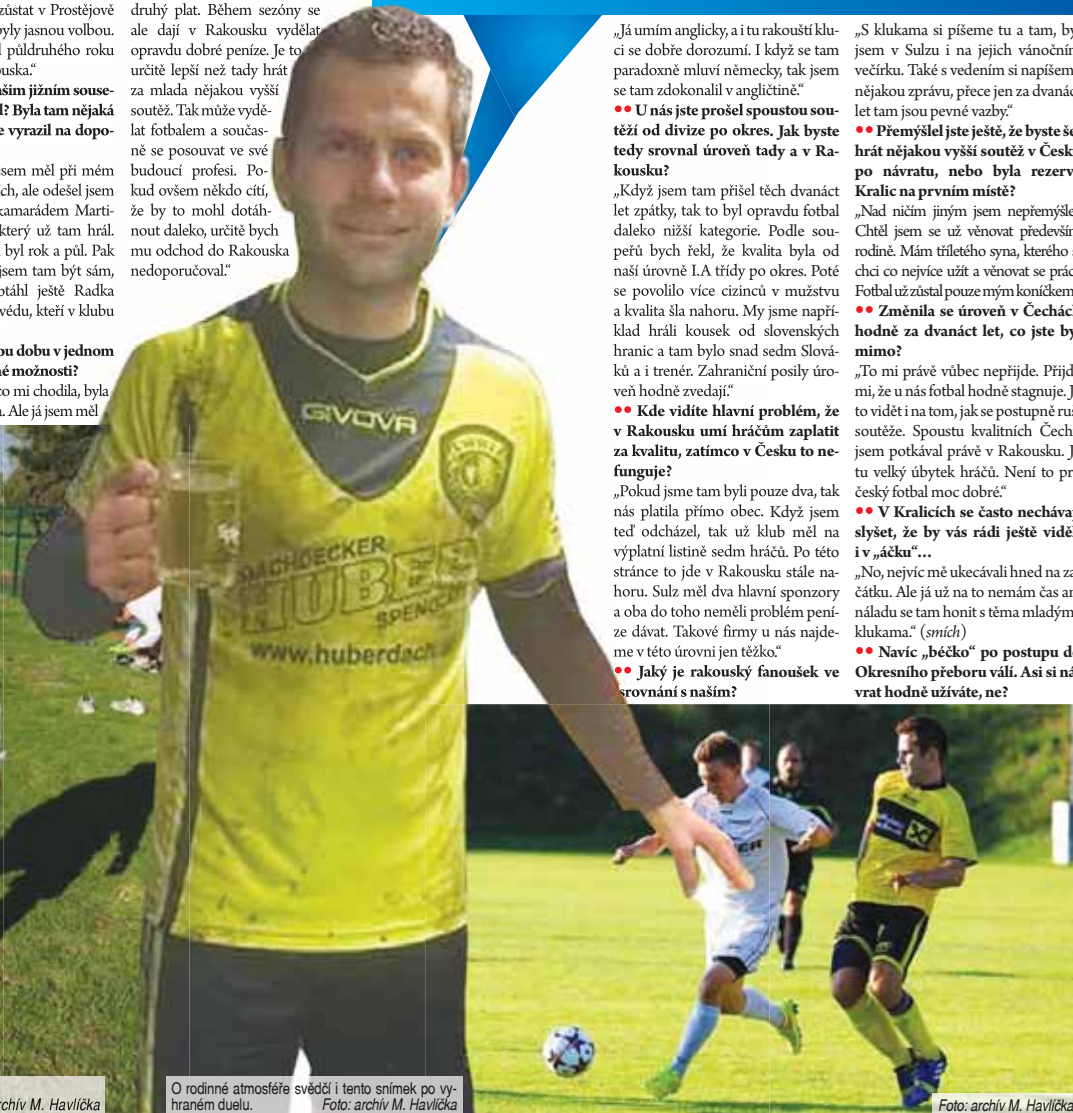 zůstat v Prostějově
byly jasnou volbou.
půldruhého roku
ouska.“
ašim jižním souse-
l? Byla tam nějaká
e vyrazil na dopo-
jsem měl při mém
ch, ale odešel jsem
kamarádem Marti-
který už tam hrál.
byl rok a půl. Pak
jsem tam být sám,
otáhl ještě Radka
védu, kteří v klubu
ou dobu v jednom
né možnosti?
co mi chodila, byla
a. Ale já jsem měl
druhý plat. Během sezóny se
ale dají v Rakousku vydělat
opravdu dobré peníze. Je to
určitě lepší než tady hrát
za mlada nějakou vyšší
soutěž. Tak může vydě-
lat fotbalem a součas-
ně se posouvat ve své
budoucí profesi. Po-
kud ovšem někdo cítí,
že by to mohl dotáh-
nout daleko, určitě bych
mu odchod do Rakouska
nedoporučoval.“
„Já umím anglicky, a i tu rakouští klu-
ci se dobře dorozumí. I když se tam
paradoxně mluví německy, tak jsem
se tam zdokonalil v angličtině.“
•• U nás jste prošel spoustou sou-
těží od divize po okres. Jak byste
tedy srovnal úroveň tady a v Ra-
kousku?
„Když jsem tam přišel těch dvanáct
let zpátky, tak to byl opravdu fotbal
daleko nižší kategorie. Podle sou-
peřů bych řekl, že kvalita byla od
naší úrovně I.A třídy po okres. Poté
se povolilo více cizinců v mužstvu
a kvalita šla nahoru. My jsme napří-
klad hráli kousek od slovenských
hranic a tam bylo snad sedm Slová-
ků a i trenér. Zahraniční posily úro-
veň hodně zvedají.“
•• Kde vidíte hlavní problém, že
v Rakousku umí hráčům zaplatit
za kvalitu, zatímco v Česku to ne-
funguje?
„Pokud jsme tam byli pouze dva, tak
nás platila přímo obec. Když jsem
teď odcházel, tak už klub měl na
výplatní listině sedm hráčů. Po této
stránce to jde v Rakousku stále na-
horu. Sulz měl dva hlavní sponzory
a oba do toho neměli problém pení-
ze dávat. Takové firmy u nás najde-
me v této úrovni jen těžko.“
•• Jaký je rakouský fanoušek ve
srovnání s naším?
„S klukama si píšeme tu a tam, by
jsem v Sulzu i na jejich vánoční
večírku. Také s vedením si napíšem
nějakou zprávu, přece jen za dvanác
let tam jsou pevné vazby.“
•• Přemýšlel jste ještě, že byste še
hrát nějakou vyšší soutěž v Česk
po návratu, nebo byla rezerv
Kralic na prvním místě?
„Nad ničím jiným jsem nepřemýšle
Chtěl jsem se už věnovat předevší
rodině. Mám tříletého syna, kterého
chci co nejvíce užít a věnovat se prác
Fotbal už zůstal pouze mým koníčkem
•• Změnila se úroveň v Čechác
hodně za dvanáct let, co jste by
mimo?
„To mi právě vůbec nepřijde. Přijd
mi, že u nás fotbal hodně stagnuje. J
to vidět i na tom, jak se postupně ruš
soutěže. Spoustu kvalitních Čech
jsem potkával právě v Rakousku. J
tu velký úbytek hráčů. Není to pr
český fotbal moc dobré.“
•• V Kralicích se často necháva
slyšet, že by vás rádi ještě vidě
i v „áčku“…
„No, nejvíc mě ukecávali hned na za
čátku. Ale já už na to nemám čas an
náladu se tam honit s těma mladým
klukama.“ (smích)
•• Navíc „béčko“ po postupu d
Okresního přeboru válí. Asi si ná
vrat hodně užíváte, ne?
GIVOVA
DACHDECKER
HUBER
SPENGLER
www.huberdach.
O rodinné atmosféře svědčí i tento snímek po vy-
hraném duelu. Foto: archív M. Havlíčka
rchív M. Havlíčka
Foto: archív M. Havlíčka